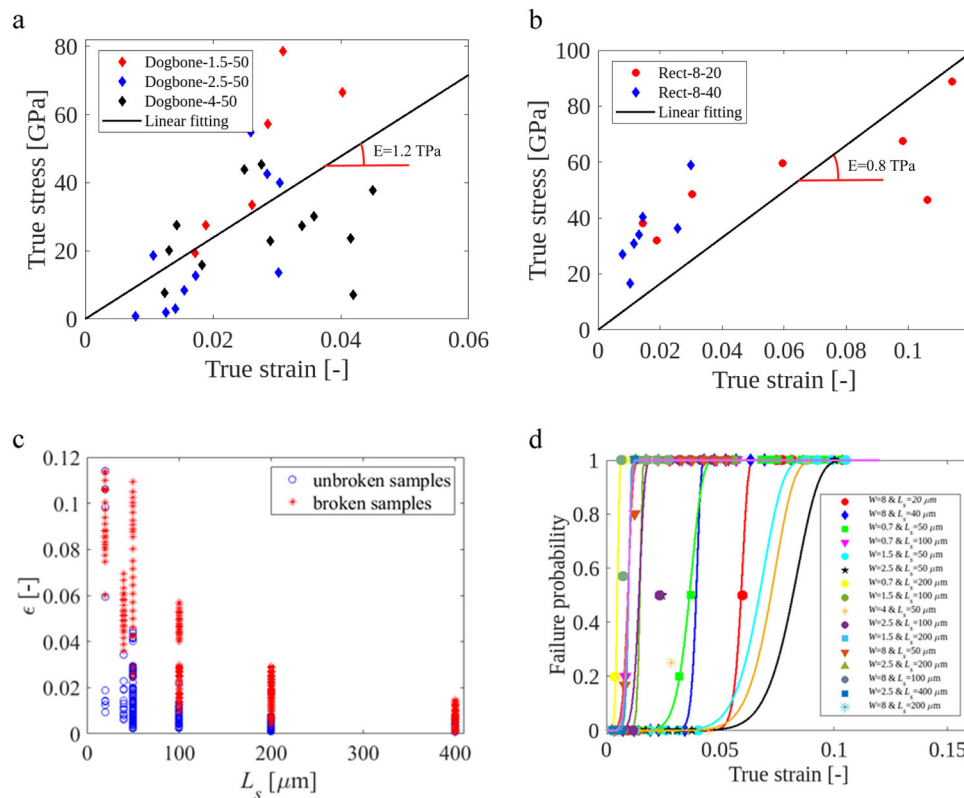 a
80
60
40
20
0
0
0.02
0.04
0.06
True stress [GPa]
True strain [-]
Dogbone-1.5-50
Dogbone-2.5-50
Dogbone-4-50
Linear fitting
E=1.2 TPa
b
100
80
60
40
20
0
0
0.02
0.04
0.06
0.08
0.1
True stress [GPa]
True strain [-]
Rect-8-20
Rect-8-40
Linear fitting
E=0.8 TPa
c
0.12
0.1
0.08
0.06
0.04
0.02
0
0
100
200
300
400
ϵ [-]
L_s [μm]
unbroken samples
broken samples
d
1
0.8
0.6
0.4
0.2
0
0
0.05
0.1
0.15
Failure probability
True strain [-]
W=8 & L_s=20 μm
W=8 & L_s=40 μm
W=0.7 & L_s=50 μm
W=0.7 & L_s=100 μm
W=1.5 & L_s=50 μm
W=2.5 & L_s=50 μm
W=0.7 & L_s=200 μm
W=1.5 & L_s=100 μm
W=4 & L_s=50 μm
W=2.5 & L_s=100 μm
W=1.5 & L_s=200 μm
W=8 & L_s=50 μm
W=2.5 & L_s=200 μm
W=8 & L_s=100 μm
W=2.5 & L_s=400 μm
W=8 & L_s=200 μm